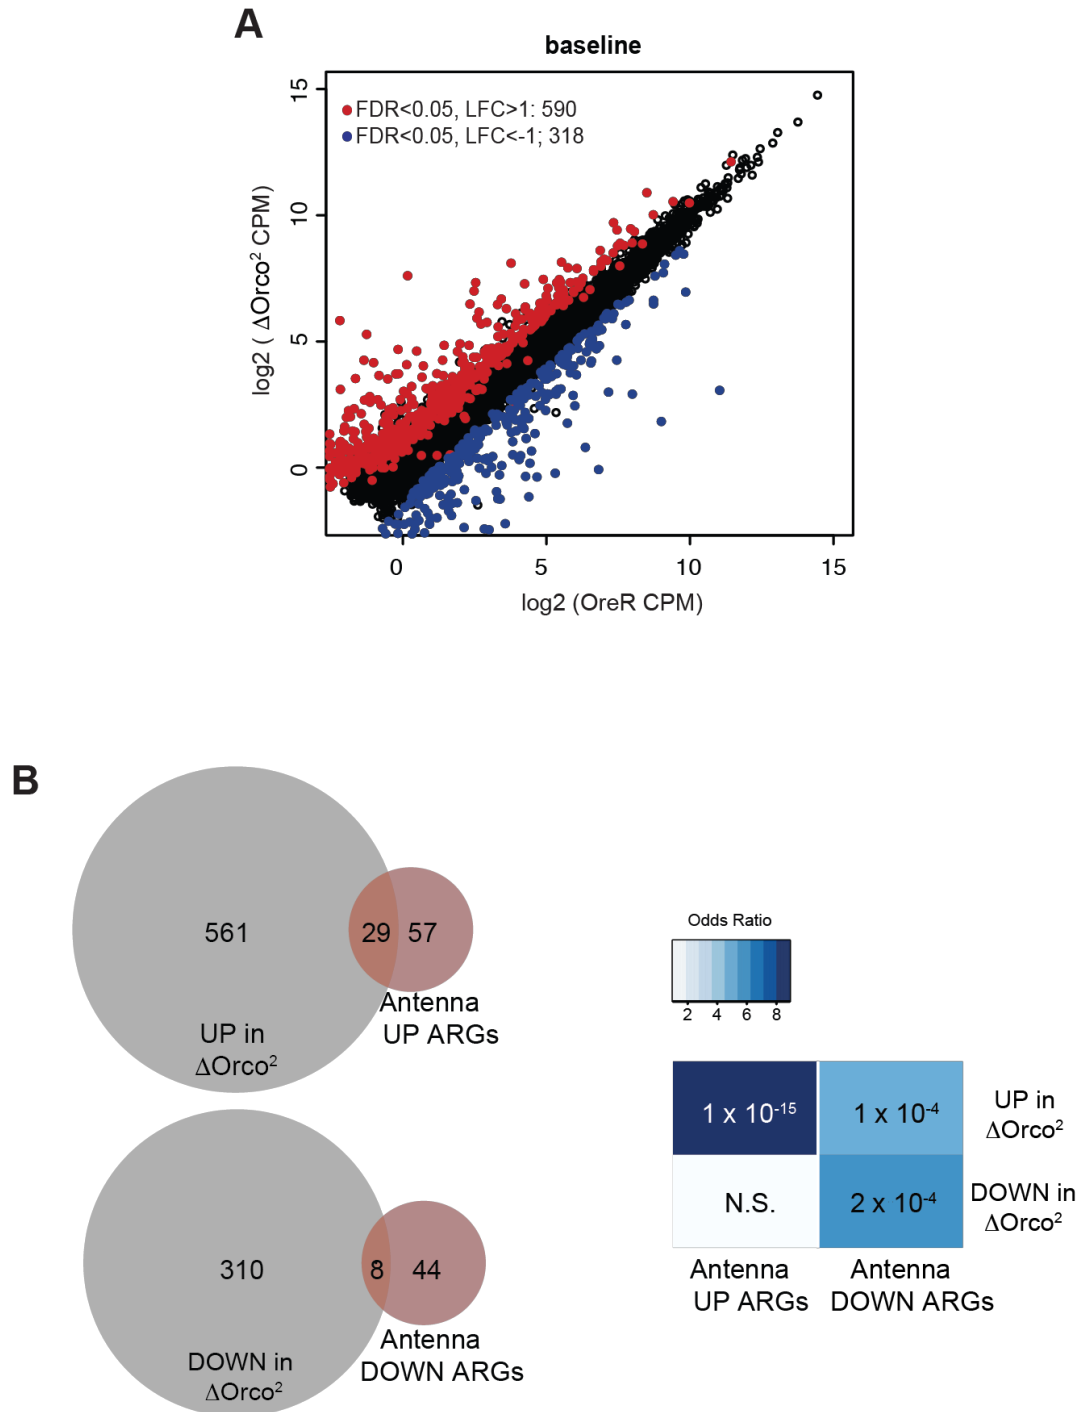 A
baseline
FDR<0.05, LFC>1: 590
FDR<0.05, LFC<-1; 318
15
10
5
0
log2 ( ΔOrco² CPM)
0 5 10 15
log2 (OreR CPM)
B
561
29
57
UP in
ΔOrco²
Antenna
UP ARGs
310
8
44
DOWN in
ΔOrco²
Antenna
DOWN ARGs
Odds Ratio
2 4 6 8
1 x 10⁻¹⁵
1 x 10⁻⁴
UP in
ΔOrco²
N.S.
2 x 10⁻⁴
DOWN in
ΔOrco²
Antenna
UP ARGs
Antenna
DOWN ARGs